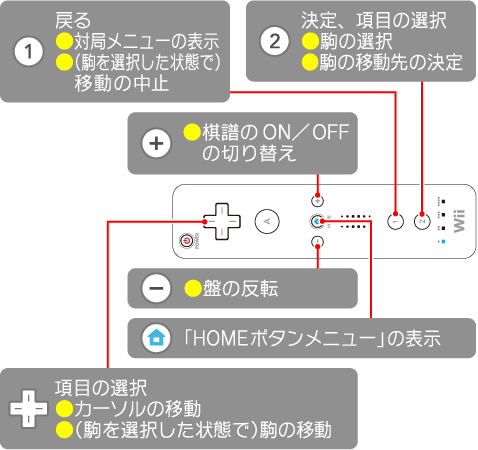 ① 戻る
●対局メニューの表示
●(駒を選択した状態で)
移動の中止
② 決定、項目の選択
●駒の選択
●駒の移動先の決定
+ ●棋譜のON/OFF
の切り替え
POWER
A
1
2
Wii
− ●盤の反転
「HOMEボタンメニュー」の表示
項目の選択
●カーソルの移動
●(駒を選択した状態で)駒の移動